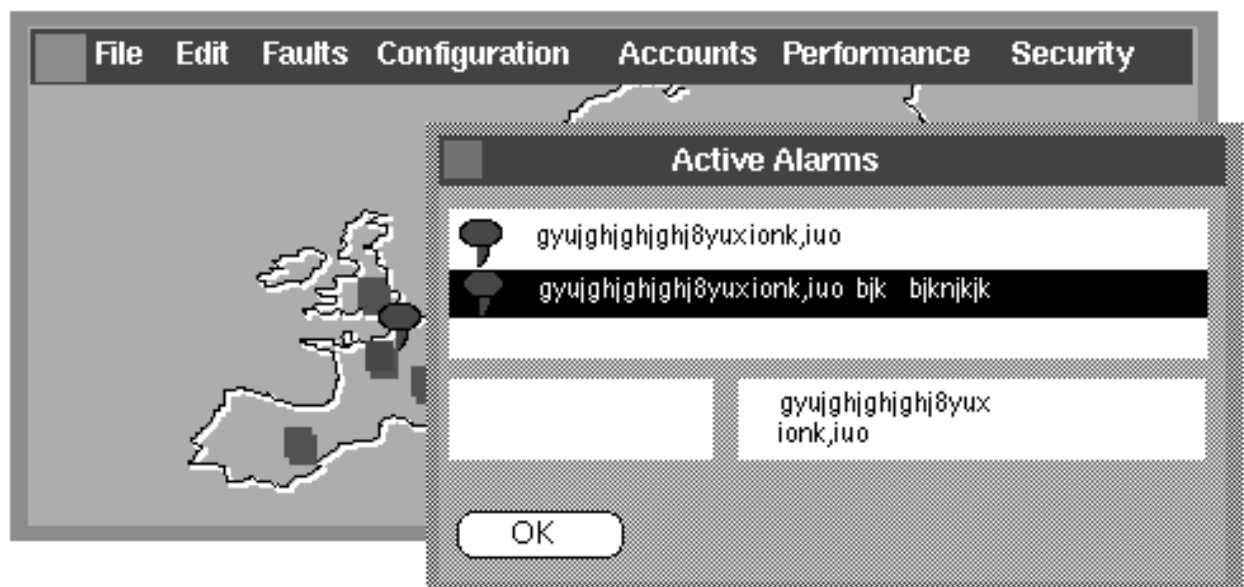 File Edit Faults Configuration Accounts Performance Security
Active Alarms
gyujghjghjghj8yuxionk,iuo
gyujghjghjghj8yuxionk,iuo bjk bjknjkjk
gyujghjghjghj8yux
ionk,iuo
OK